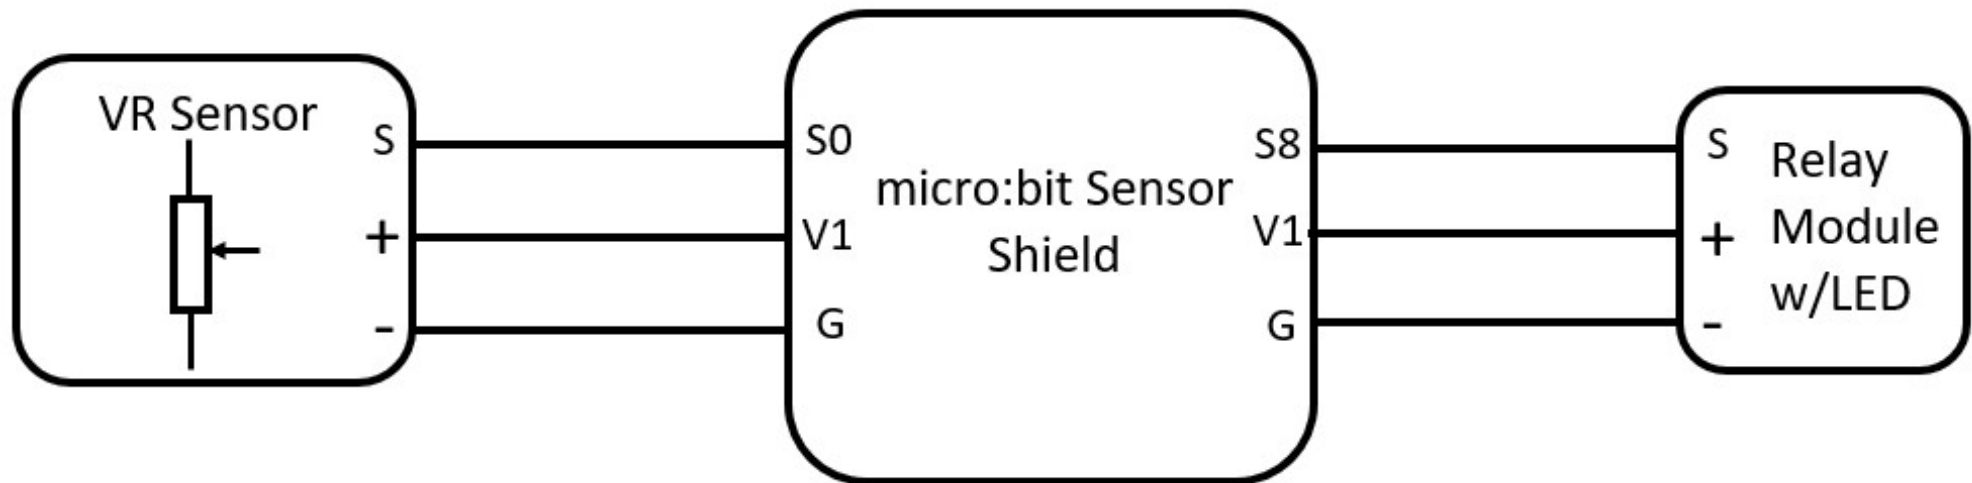 VR Sensor
S
+
-
S0
V1
G
micro:bit Sensor
Shield
S8
V1
G
S
+
-
Relay
Module
w/LED